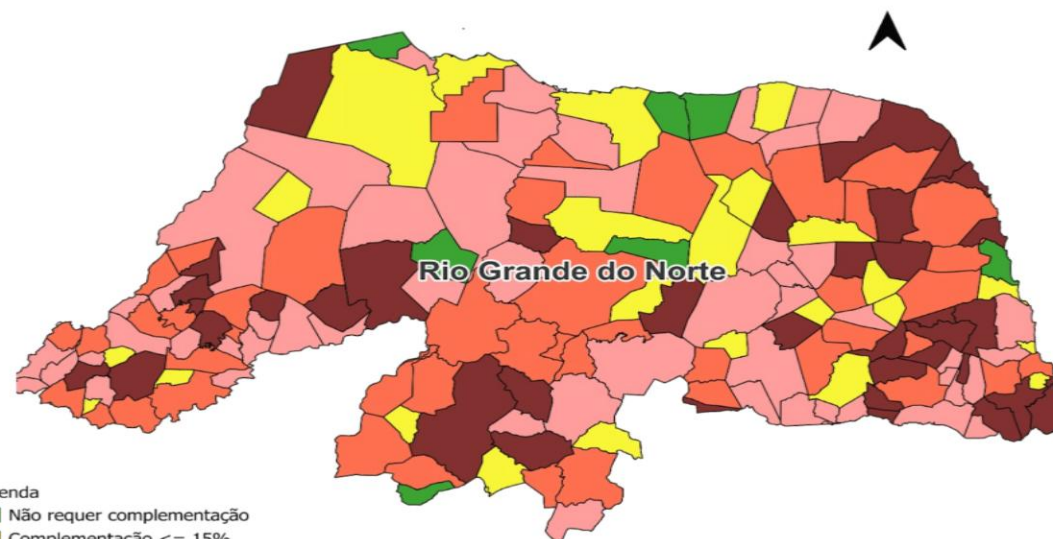 Rio Grande do Norte
enda
Não requer complementação
Complementação <= 15%